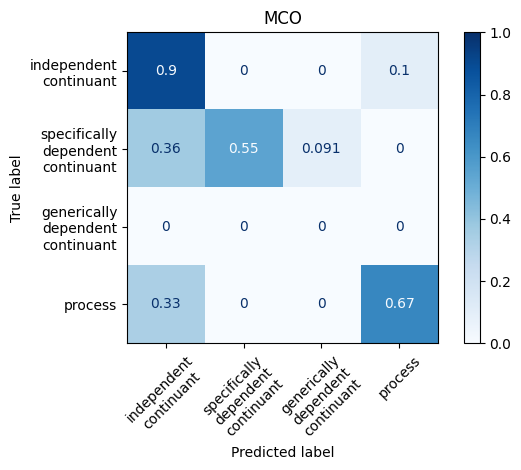 MCO
True label
independent
continuant
0.9
0
0
0.1
specifically
dependent
continuant
0.36
0.55
0.091
0
generically
dependent
continuant
0
0
0
0
process
0.33
0
0
0.67
independent
continuant
specifically
dependent
continuant
generically
dependent
continuant
process
Predicted label
1.0
0.8
0.6
0.4
0.2
0.0